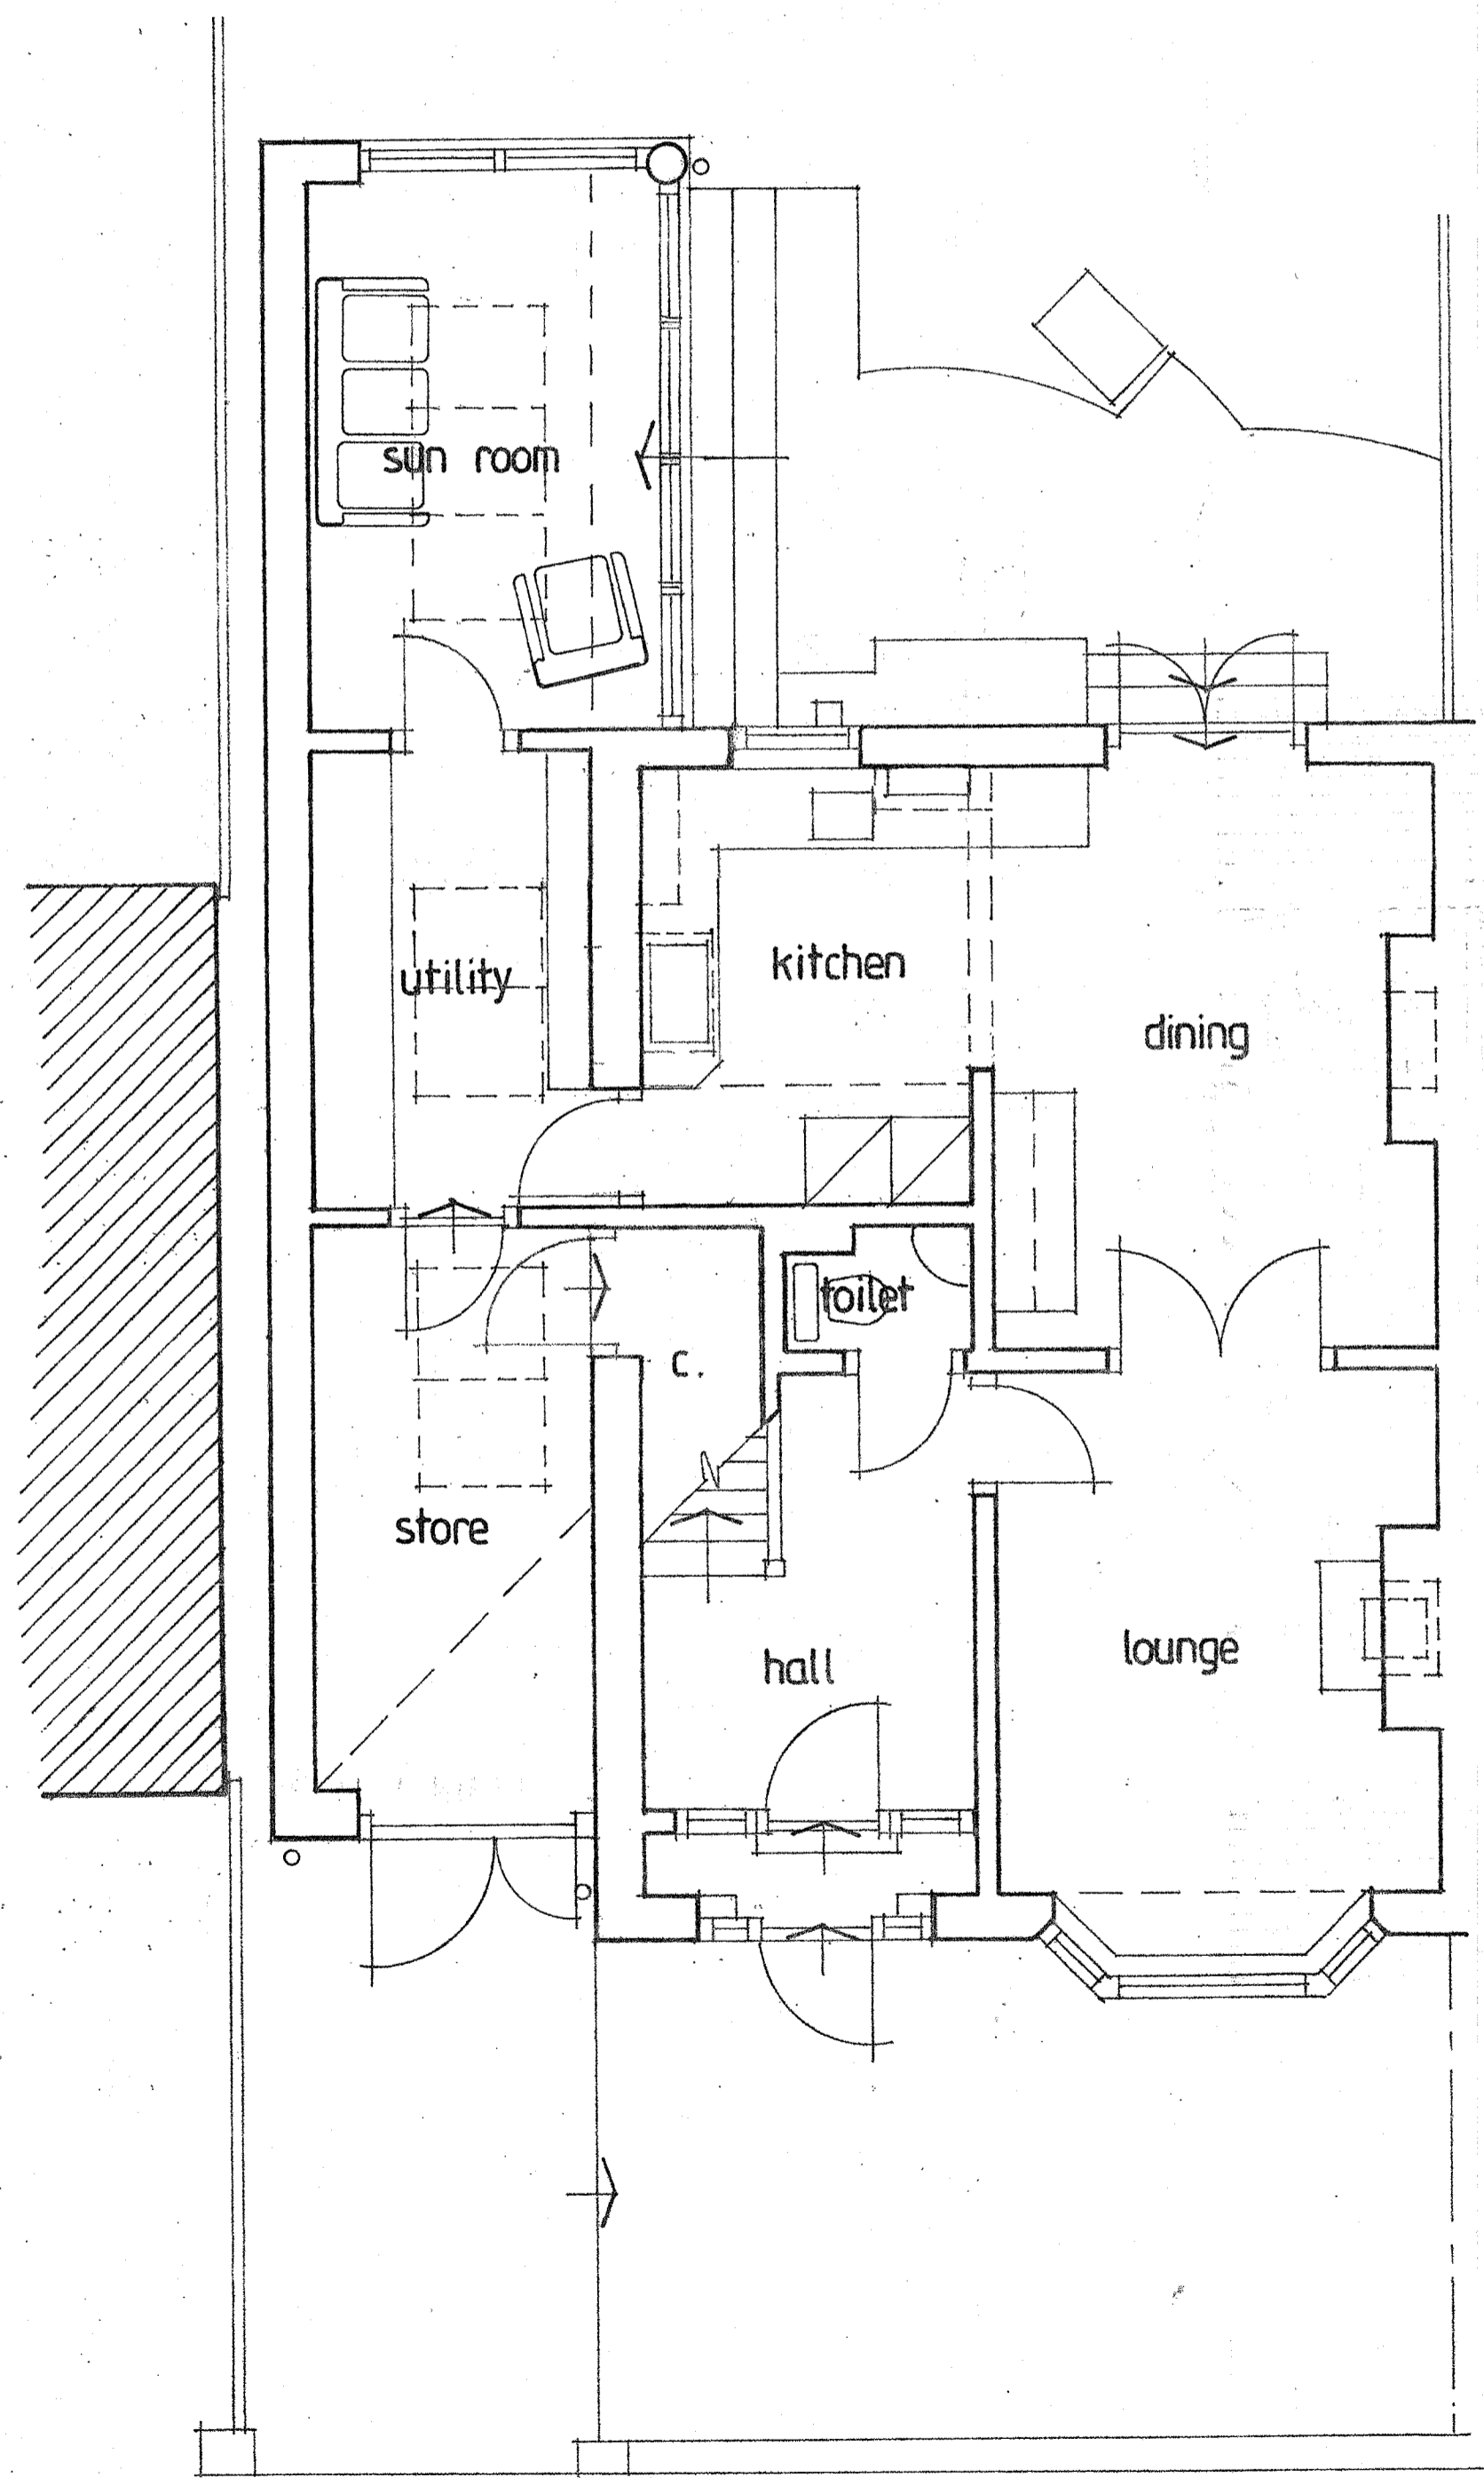 sun room
kitchen
utility
dining
toilet
c.
store
lounge
hall